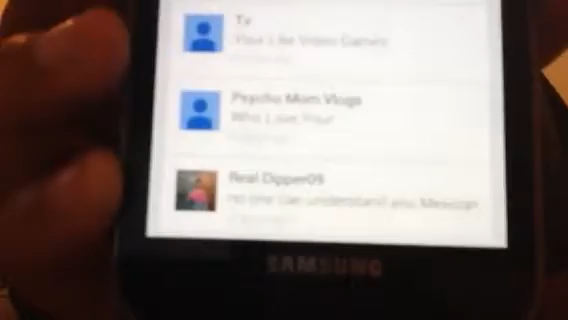 Tv
Your Like Video Games
Psycho Mom Vlogs
Who Love Your
Real Dipper09
no one can understand you Mexican
SAMSUNG